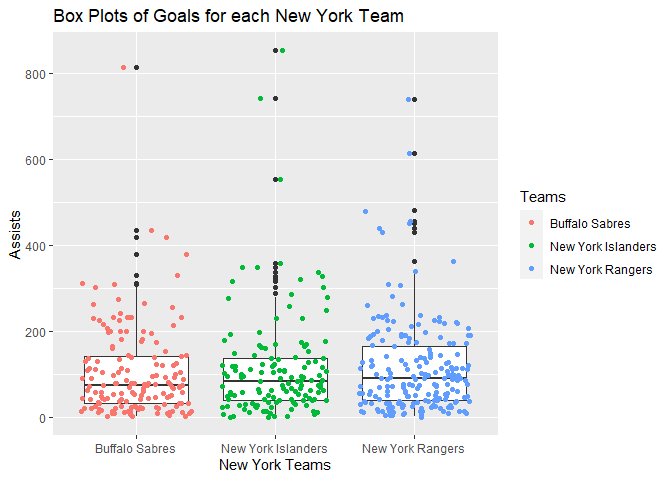 Box Plots of Goals for each New York Team
800
600
400
200
0
Assists
Buffalo Sabres
New York Islanders
New York Rangers
New York Teams
Teams
Buffalo Sabres
New York Islanders
New York Rangers